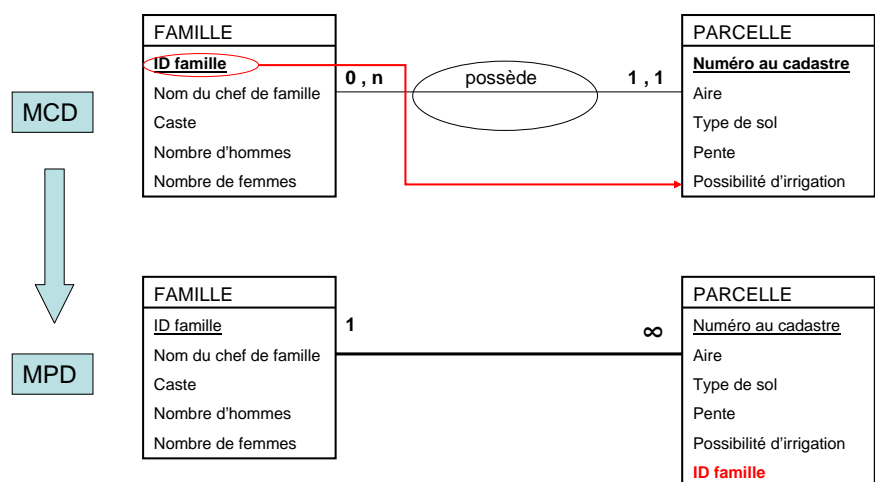 MCD
FAMILLE
ID famille
Nom du chef de famille
Caste
Nombre d'hommes
Nombre de femmes
0 , n
possède
1 , 1
PARCELLE
Numéro au cadastre
Aire
Type de sol
Pente
Possibilité d'irrigation
MPD
FAMILLE
ID famille
Nom du chef de famille
Caste
Nombre d'hommes
Nombre de femmes
1
∞
PARCELLE
Numéro au cadastre
Aire
Type de sol
Pente
Possibilité d'irrigation
ID famille